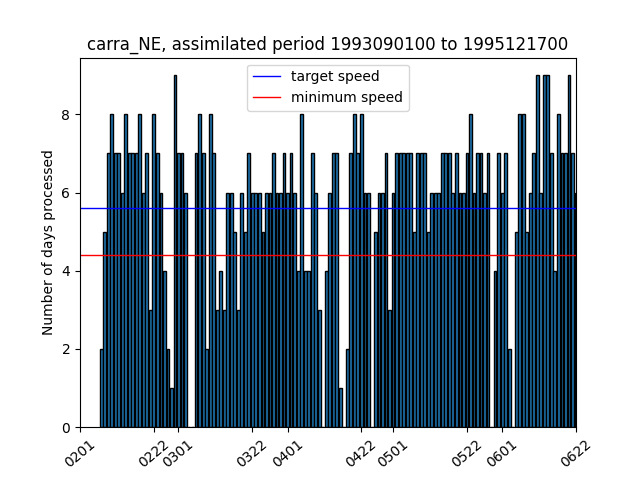 carra_NE, assimilated period 1993090100 to 1995121700
target speed
minimum speed
Number of days processed
8
6
4
2
0
0201 0222 0301 0322 0401 0422 0501 0522 0601 0622